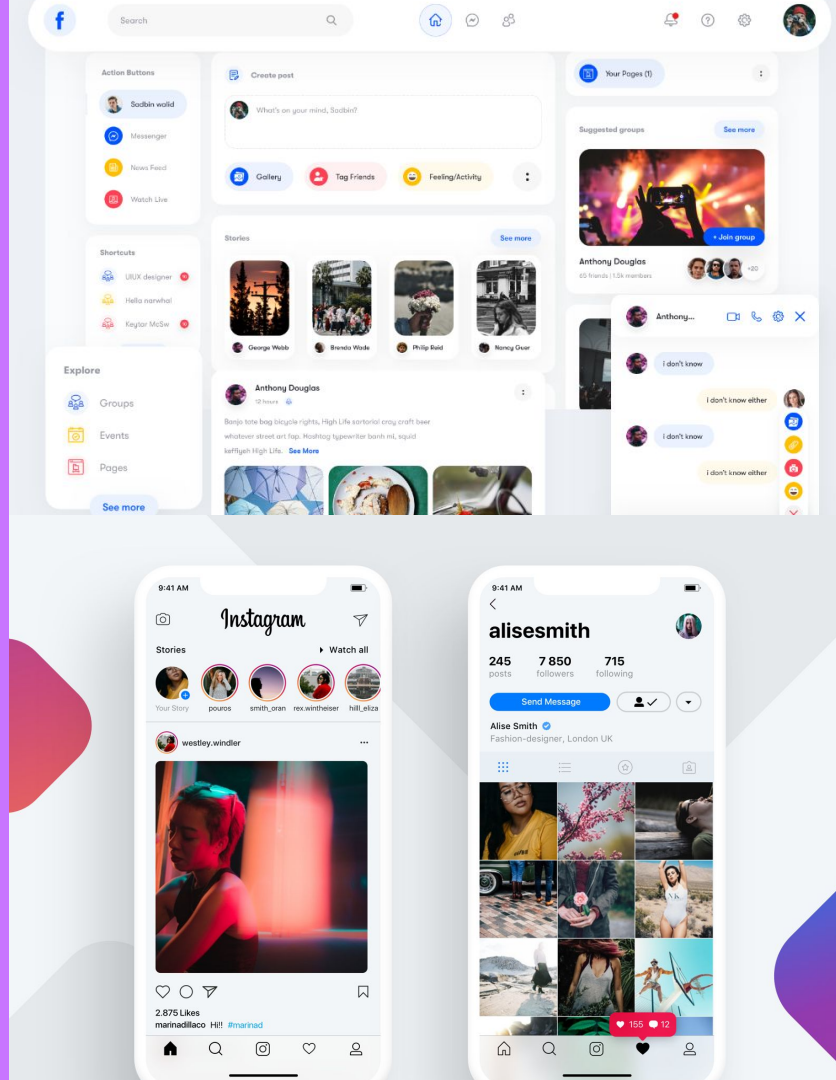 f
Search
Action Buttons
Sadbin walid
Messenger
News Feed
Watch Live
Shortcuts
UIUX designer
Hello narwhal
Keytar McSw
Explore
Groups
Events
Pages
See more
Create post
What's on your mind, Sadbin?
Gallery
Tag Friends
Feeling/Activity
Stories
See more
George Webb
Brenda Wade
Philip Reid
Nancy Guer
Anthony Douglas
12 hours
Banjo tote bag bicycle rights, High Life sartorial cray craft beer
whatever street art fap. Hashtag typewriter banh mi, squid
keffiyeh High Life. See More
Your Pages (1)
Suggested groups
See more
+ Join group
Anthony Douglas
friends | 1.5k members
+20
Anthony...
i don't know
i don't know either
i don't know
i don't know either
9:41 AM
Instagram
Stories
Watch all
Your Story
pouros
smith_oran
rex.wintheiser
hilll_eliza
westley.windler
2.875 Likes
marinadillaco Hi!! #marinad
9:41 AM
alisesmith
245 7 850 715
posts followers following
Send Message
Alise Smith
Fashion-designer, London UK
155 12